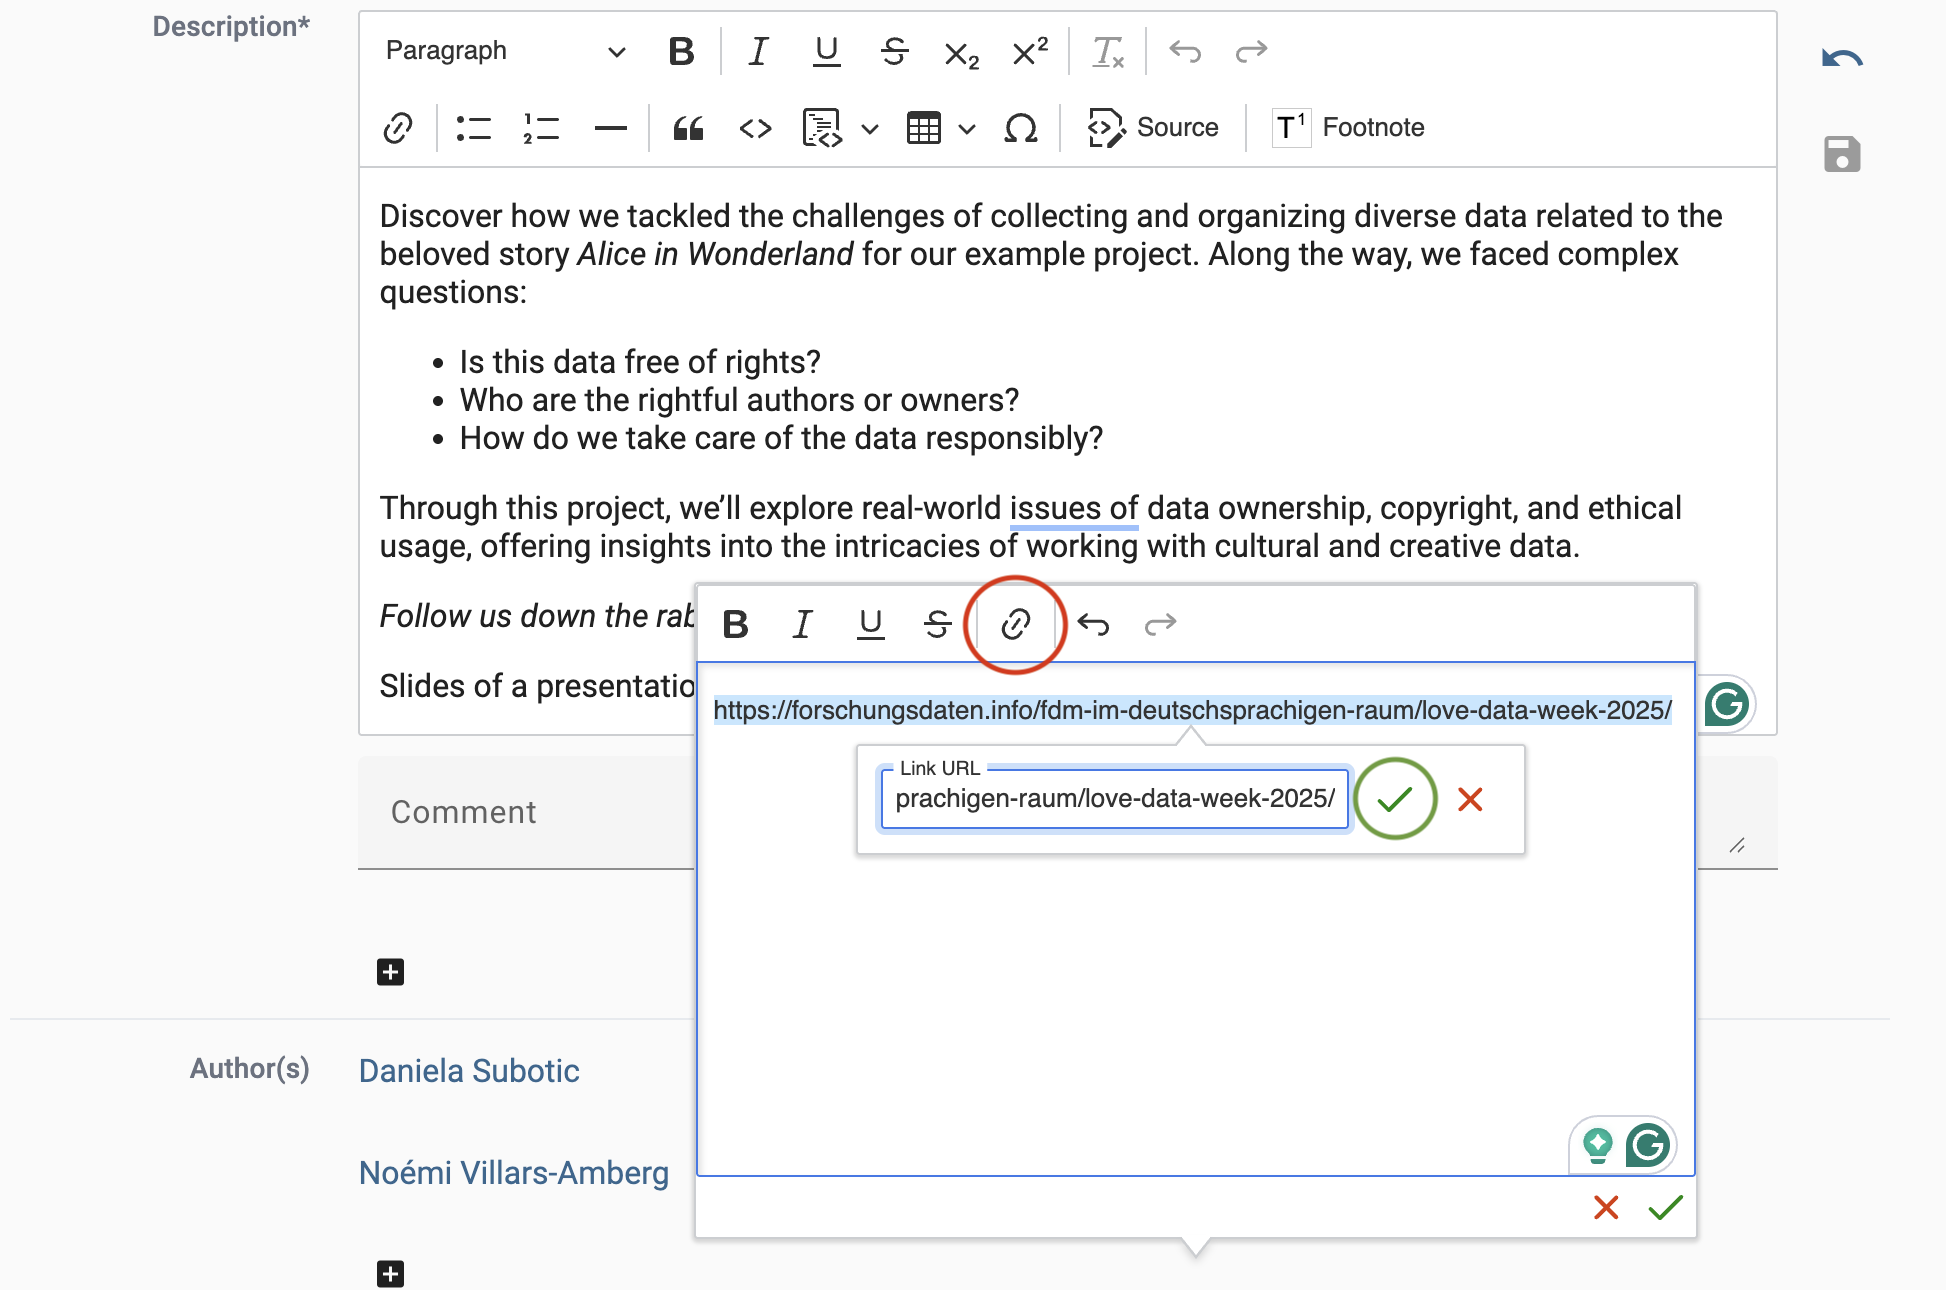 Description*
Paragraph
Source
Footnote
Discover how we tackled the challenges of collecting and organizing diverse data related to the
beloved story Alice in Wonderland for our example project. Along the way, we faced complex
questions:
Is this data free of rights?
Who are the rightful authors or owners?
How do we take care of the data responsibly?
Through this project, we’ll explore real-world issues of data ownership, copyright, and ethical
usage, offering insights into the intricacies of working with cultural and creative data.
Follow us down the
Slides of a
https://forschungsdaten.info/fdm-im-deutschsprachigen-raum/love-data-week-2025/
Link URL
prachigen-raum/love-data-week-2025/
Comment
Author(s)
Daniela Subotic
Noémi Villars-Amberg